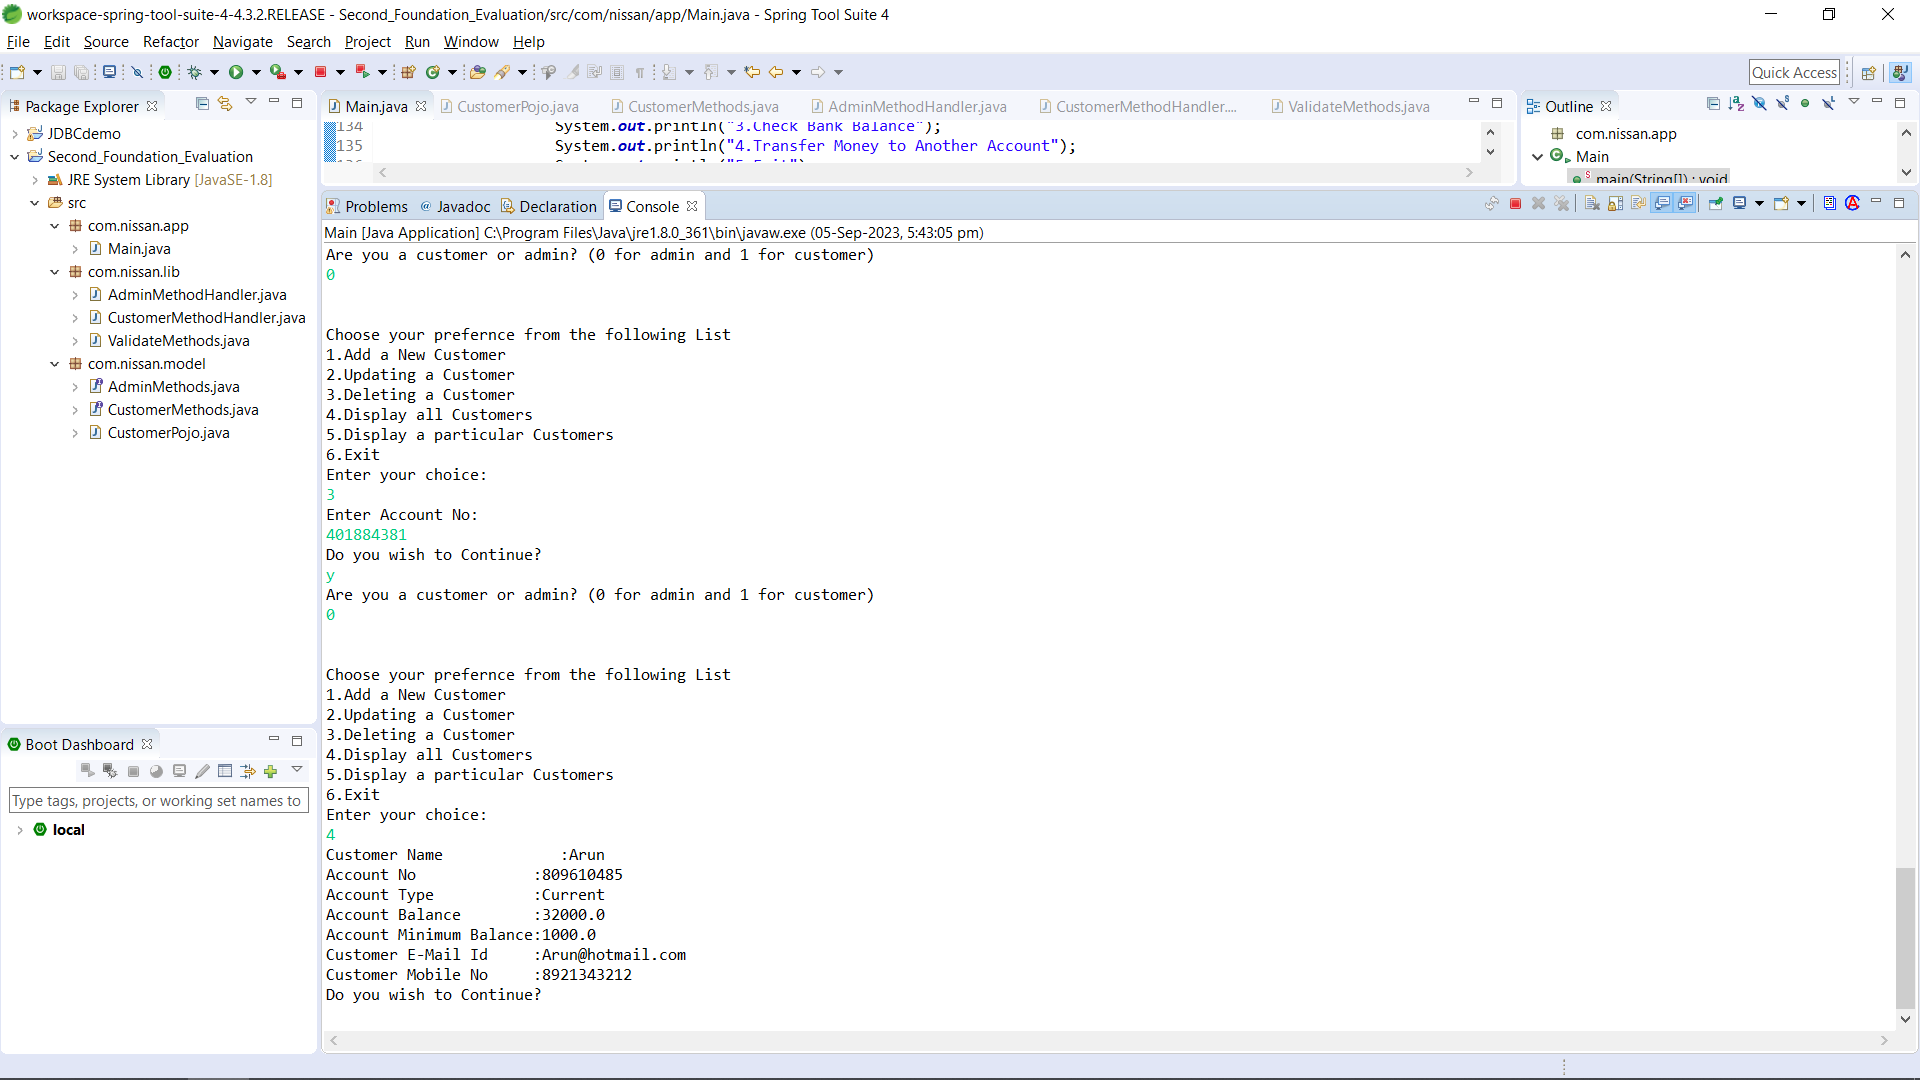 workspace-spring-tool-suite-4-4.3.2.RELEASE - Second_Foundation_Evaluation/src/com/nissan/app/Main.java - Spring Tool Suite 4
File Edit Source Refactor Navigate Search Project Run Window Help
Quick Access
Package Explorer
JDBCdemo
Second_Foundation_Evaluation
JRE System Library [JavaSE-1.8]
src
com.nissan.app
Main.java
com.nissan.lib
AdminMethodHandler.java
CustomerMethodHandler.java
ValidateMethods.java
com.nissan.model
AdminMethods.java
CustomerMethods.java
CustomerPojo.java
Boot Dashboard
Type tags, projects, or working set names to
local
Main.java CustomerPojo.java CustomerMethods.java AdminMethodHandler.java CustomerMethodHandler.... ValidateMethods.java
134 System.out.println("3.Check Bank Balance");
135 System.out.println("4.Transfer Money to Another Account");
Outline
com.nissan.app
Main
main(String[]) : void
Problems @ Javadoc Declaration Console
Main [Java Application] C:\Program Files\Java\jre1.8.0_361\bin\javaw.exe (05-Sep-2023, 5:43:05 pm)
Are you a customer or admin? (0 for admin and 1 for customer)
0
Choose your prefernce from the following List
1.Add a New Customer
2.Updating a Customer
3.Deleting a Customer
4.Display all Customers
5.Display a particular Customers
6.Exit
Enter your choice:
3
Enter Account No:
401884381
Do you wish to Continue?
y
Are you a customer or admin? (0 for admin and 1 for customer)
0
Choose your prefernce from the following List
1.Add a New Customer
2.Updating a Customer
3.Deleting a Customer
4.Display all Customers
5.Display a particular Customers
6.Exit
Enter your choice:
4
Customer Name :Arun
Account No :809610485
Account Type :Current
Account Balance :32000.0
Account Minimum Balance:1000.0
Customer E-Mail Id :Arun@hotmail.com
Customer Mobile No :8921343212
Do you wish to Continue?